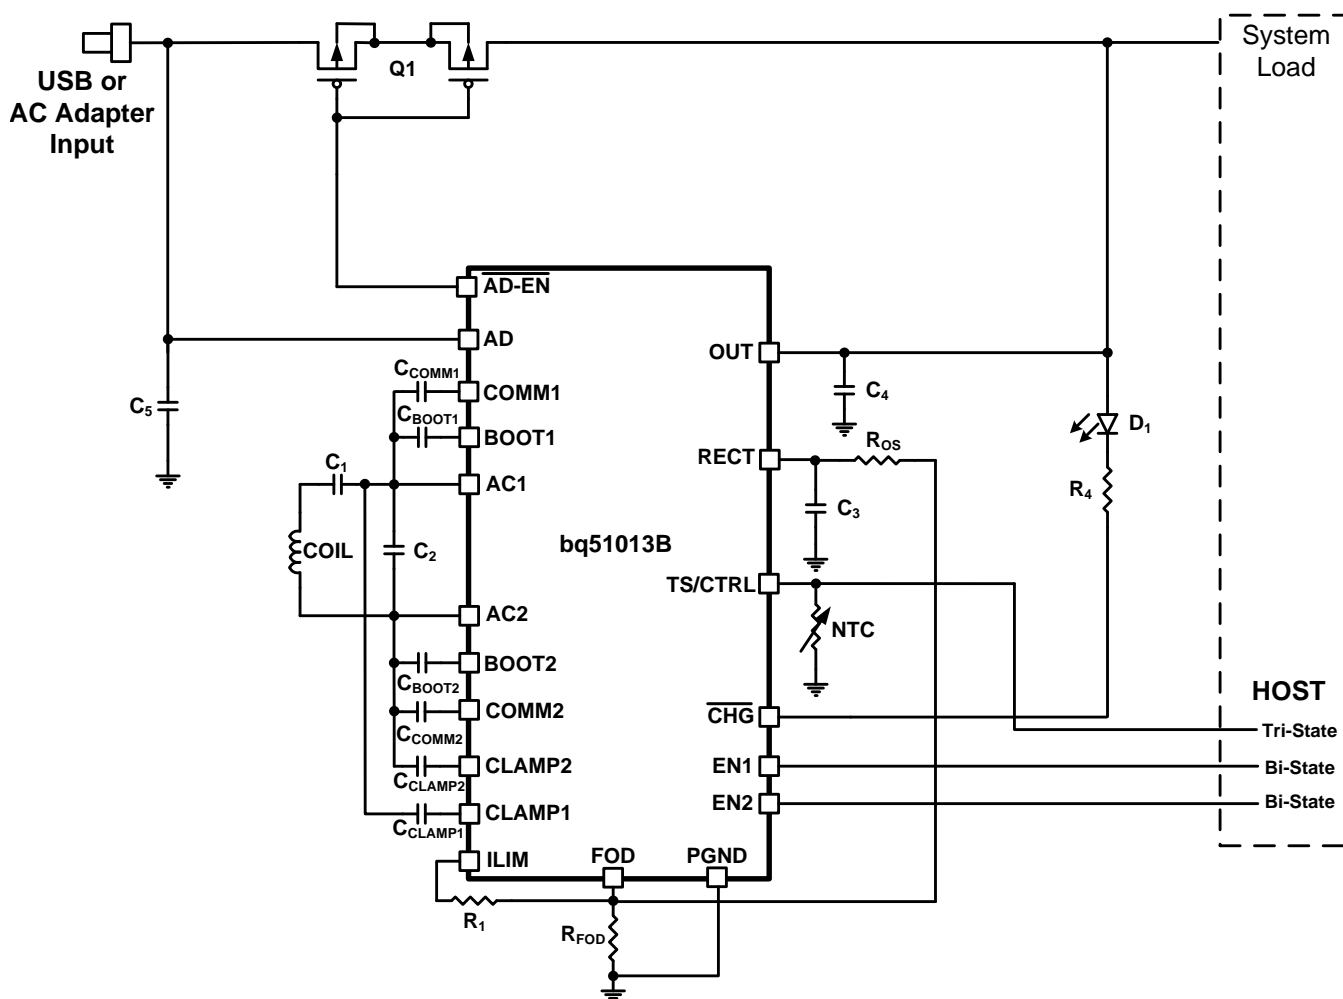 USB or
AC Adapter
Input
Q1
System
Load
AD-EN
AD
COMM1
BOOT1
AC1
AC2
BOOT2
COMM2
CLAMP2
CLAMP1
ILIM
FOD
PGND
OUT
RECT
TS/CTRL
CHG
EN1
EN2
bq51013B
C5
CCOMM1
CBOOT1
C1
COIL
C2
CBOOT2
CCOMM2
CCLAMP2
CCLAMP1
R1
RFOD
C4
ROS
C3
NTC
D1
R4
HOST
Tri-State
Bi-State
Bi-State